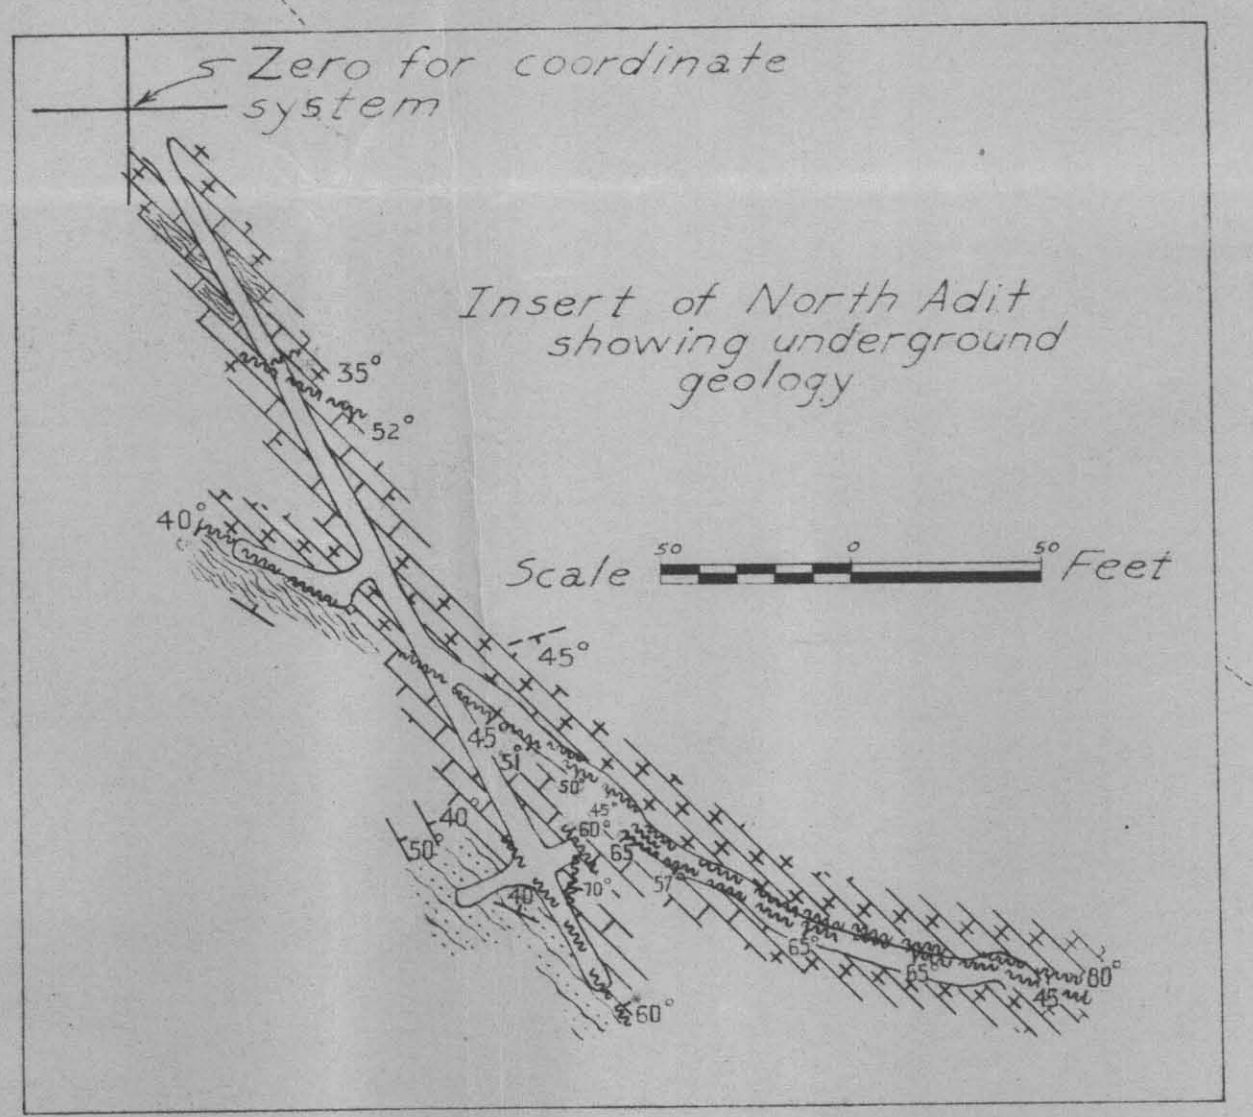 Zero for coordinate
system
Insert of North Adit
showing underground
geology
35°
52°
40°
50 0 50
Scale Feet
45°
45°
51°
50°
45°
40°
60°
50°
65
57°
70°
40
65°
65°
80°
45
60°